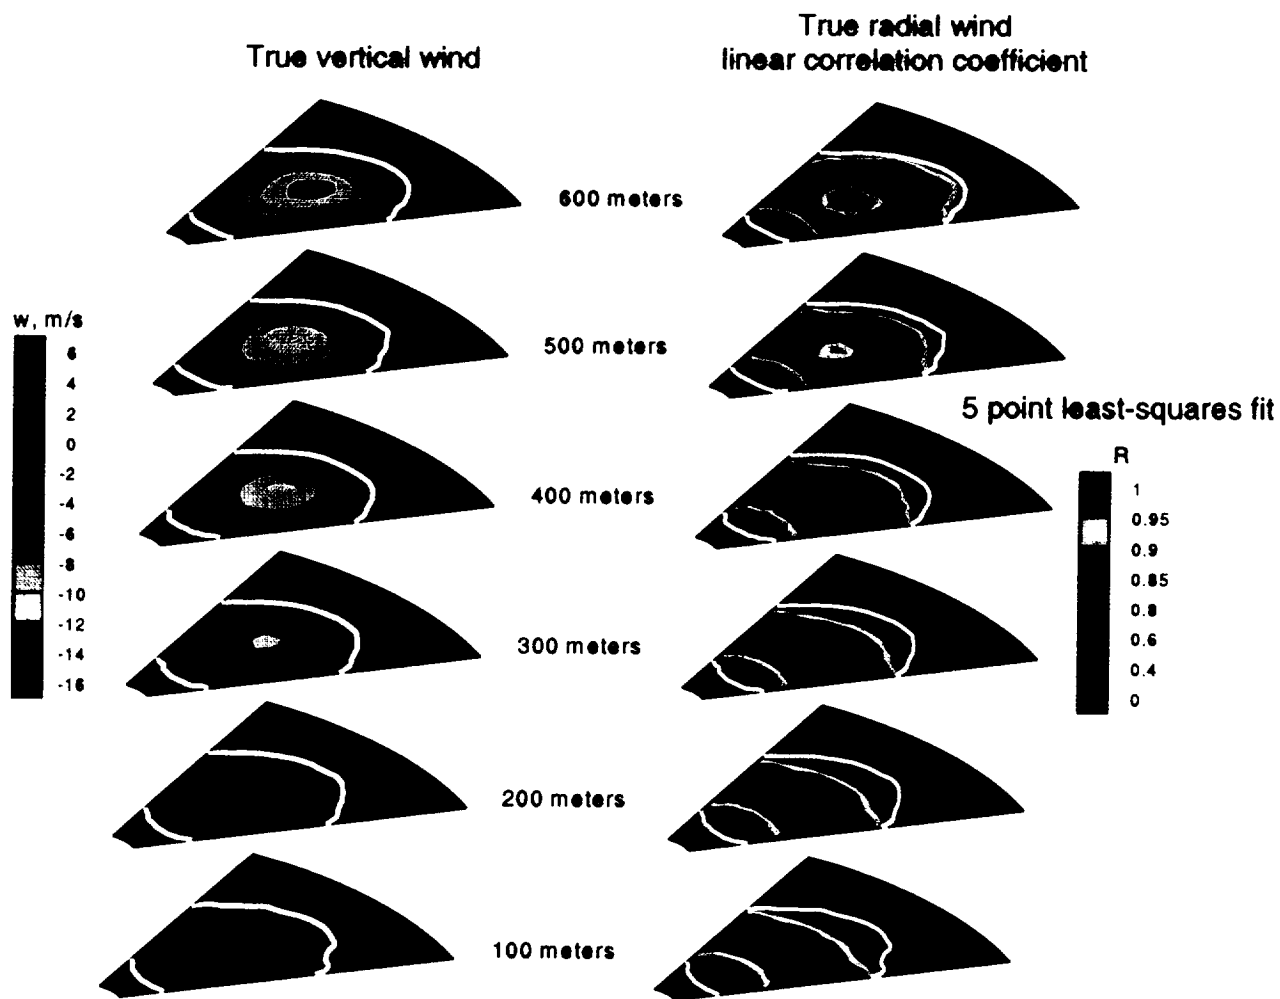 True vertical wind
True radial wind
linear correlation coefficient
600 meters
500 meters
400 meters
300 meters
200 meters
100 meters
w, m/s
6
4
2
0
-2
-4
-6
-8
-10
-12
-14
-16
5 point least-squares fit
R
1
0.95
0.9
0.85
0.8
0.6
0.4
0